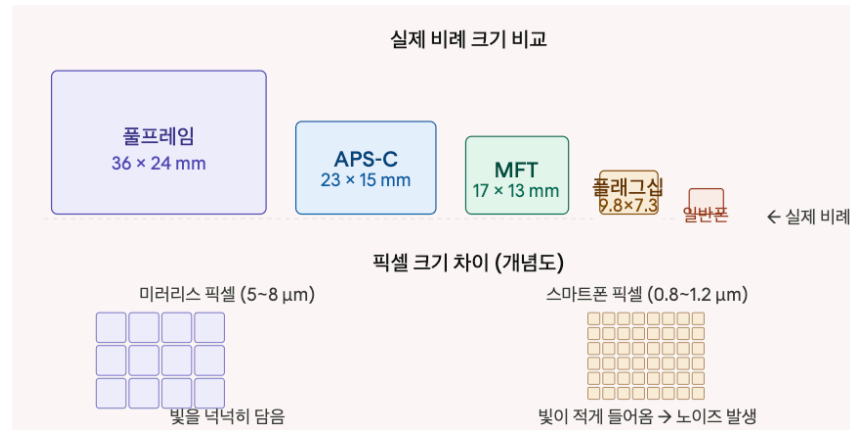 실제 비례 크기 비교
풀프레임
36 × 24 mm
APS-C
23 × 15 mm
MFT
17 × 13 mm
플래그십
9.8×7.3
일반폰
← 실제 비례
픽셀 크기 차이 (개념도)
미러리스 픽셀 (5~8 μm)
스마트폰 픽셀 (0.8~1.2 μm)
빛을 넉넉히 담음
빛이 적게 들어옴 → 노이즈 발생